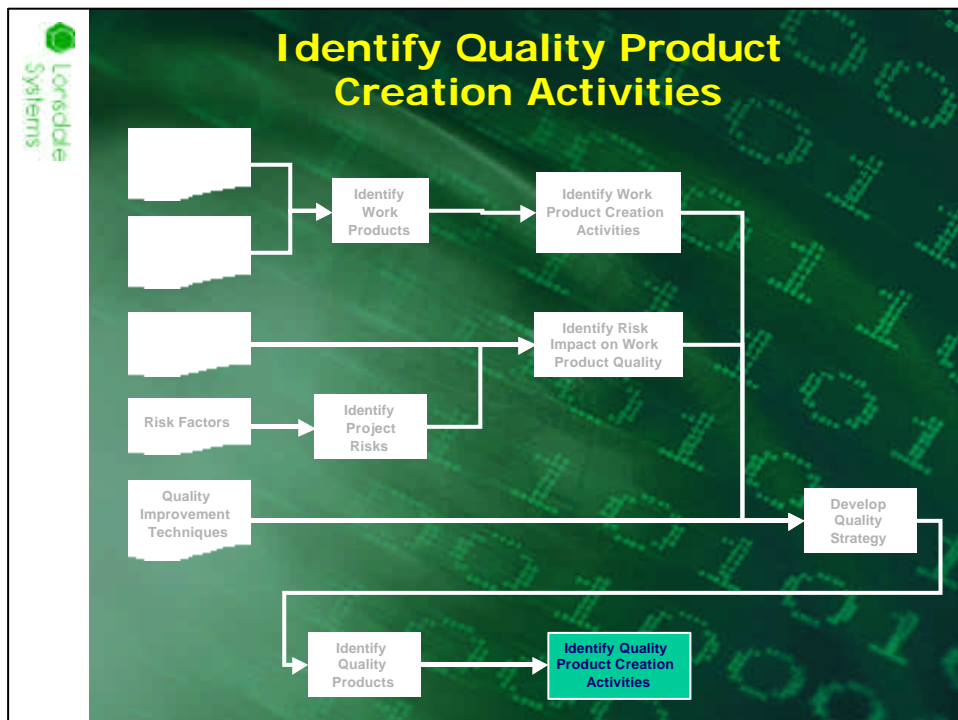 Lonsdale
Systems
Identify Quality Product
Creation Activities
Identify
Work
Products
Identify Work
Product Creation
Activities
Identify Risk
Impact on Work
Product Quality
Risk Factors
Identify
Project
Risks
Quality
Improvement
Techniques
Develop
Quality
Strategy
Identify
Quality
Products
Identify Quality
Product Creation
Activities